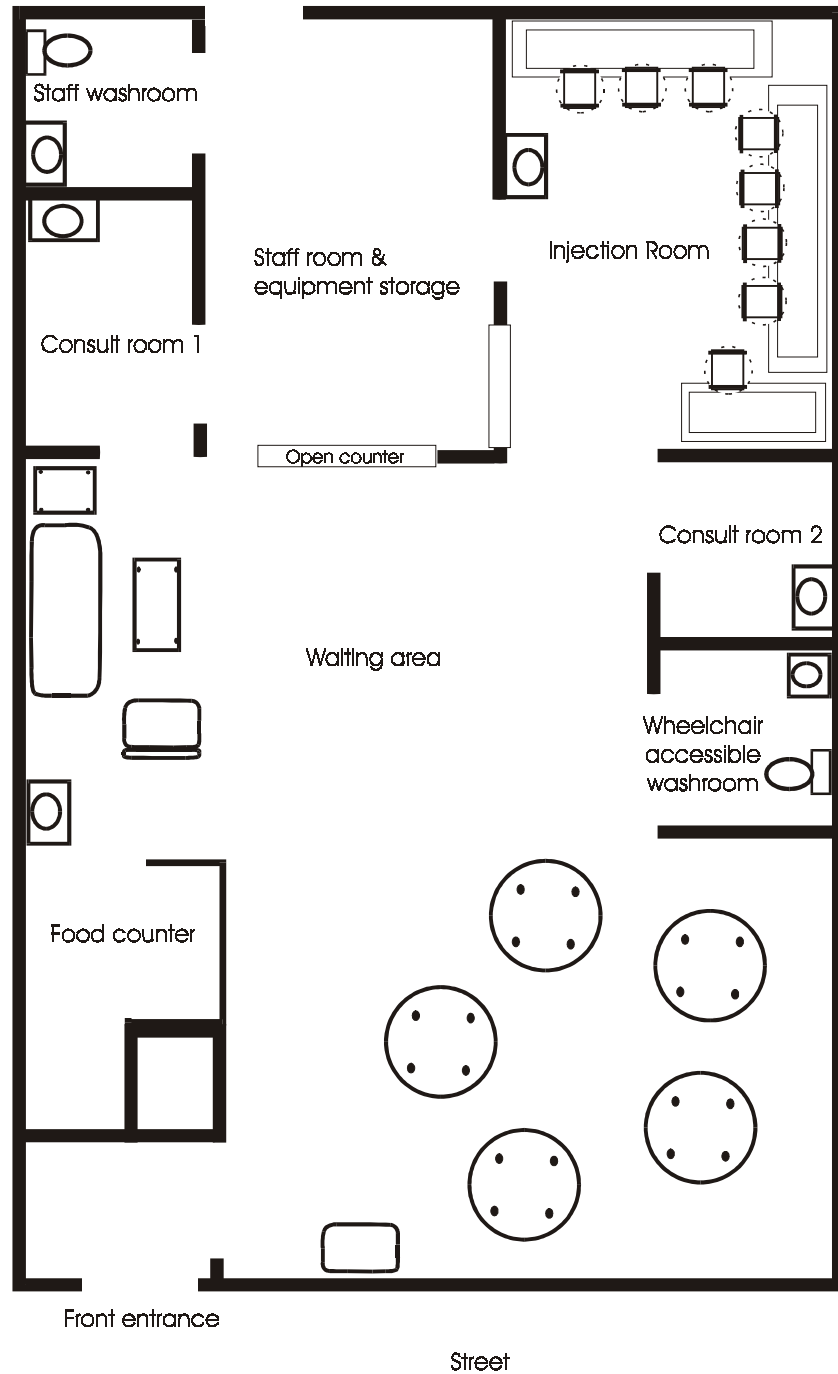 Staff washroom
Staff room &
equipment storage
Injection Room
Consult room 1
Open counter
Consult room 2
Waiting area
Wheelchair
accessible
washroom
Food counter
Front entrance
Street